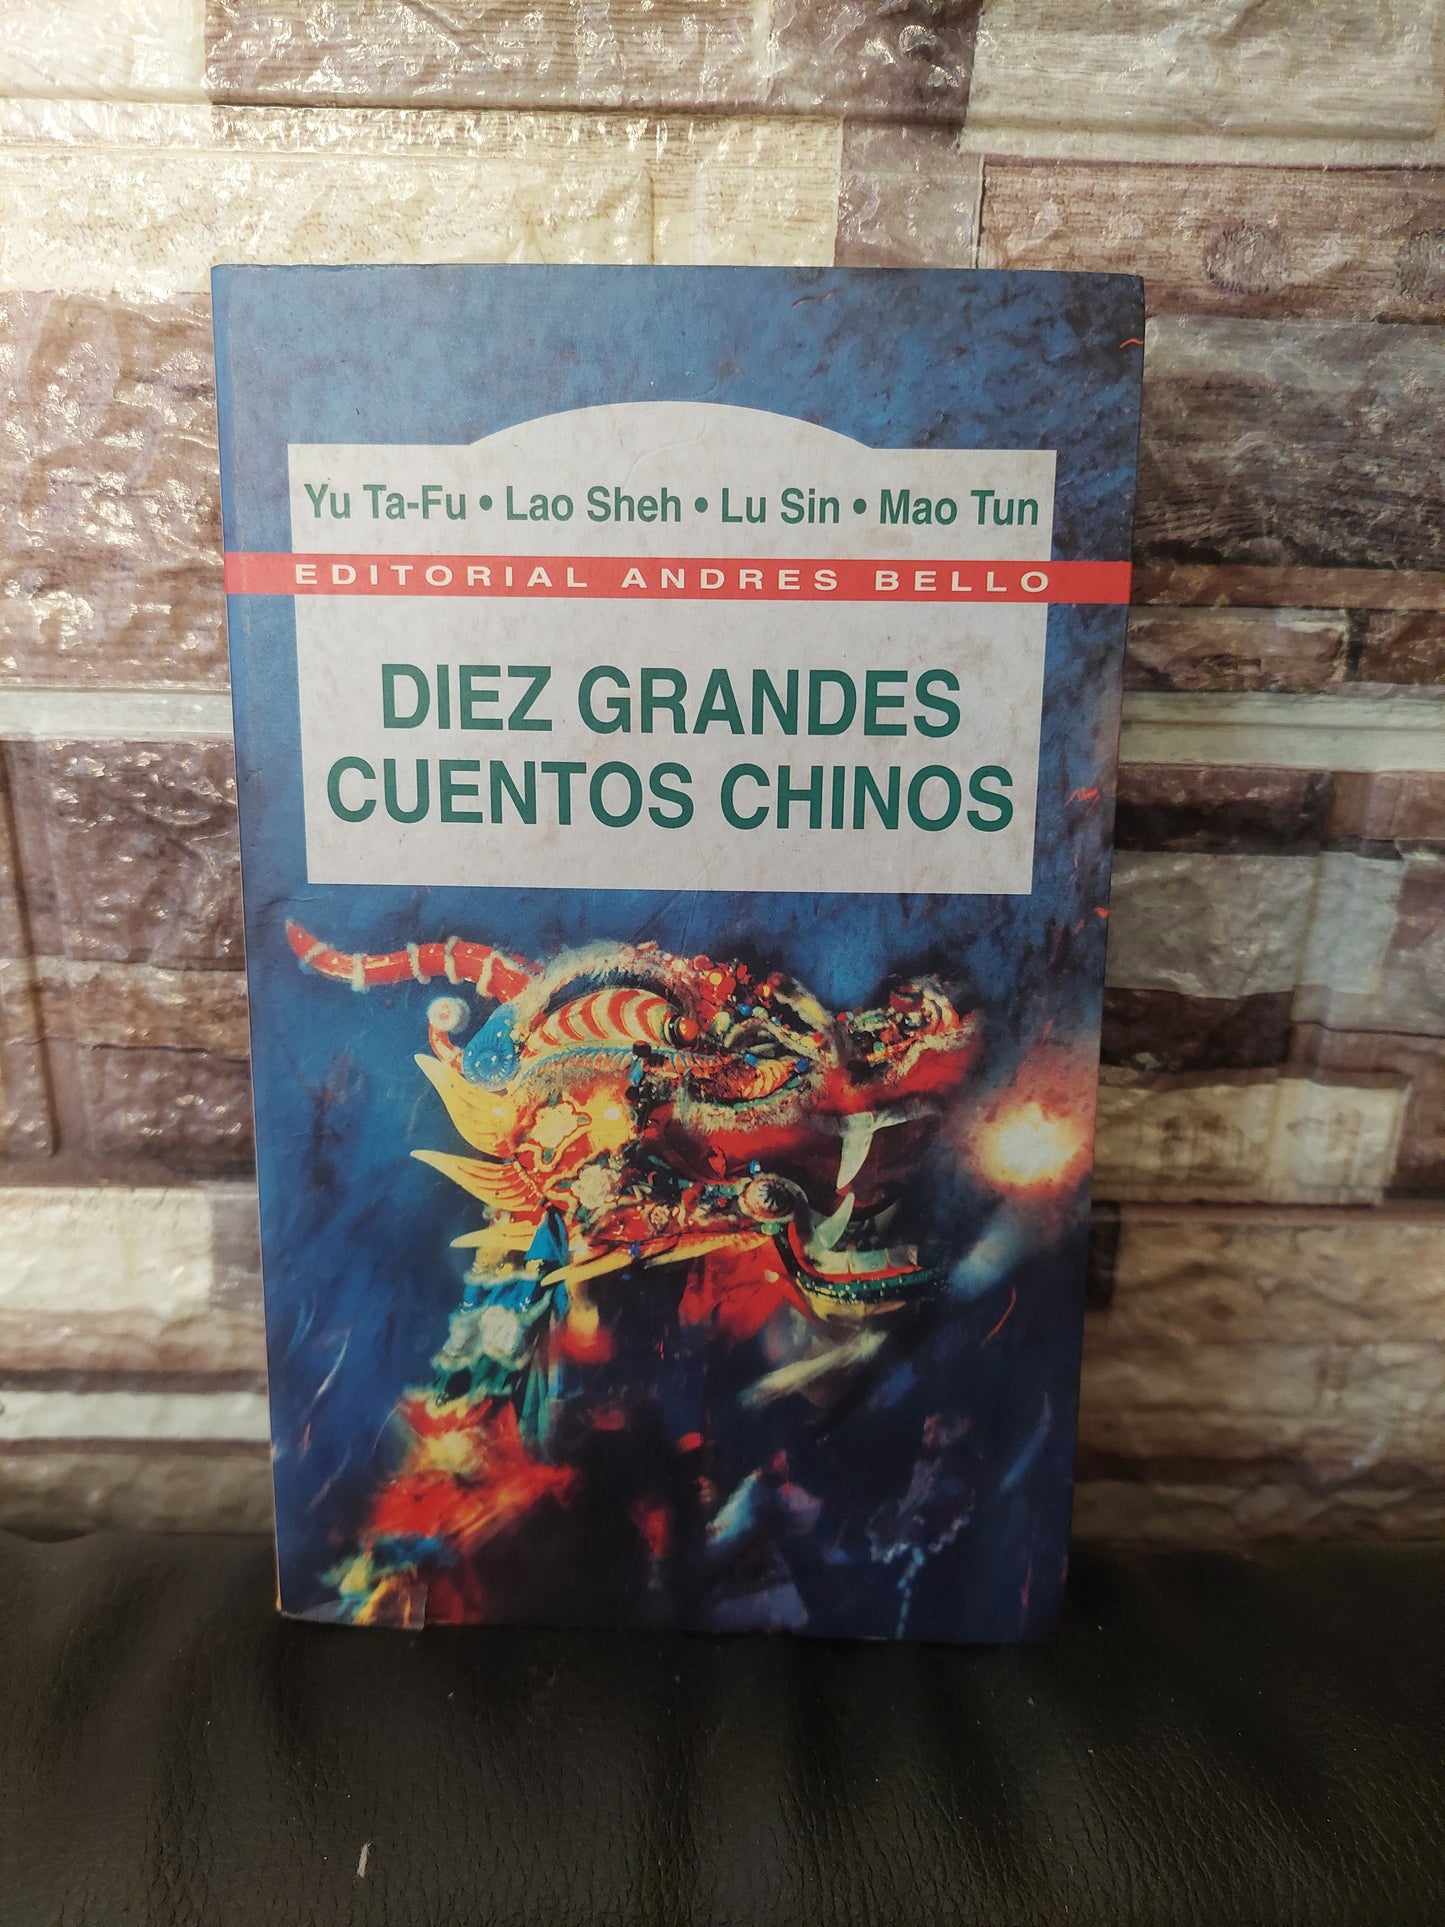 Yu Ta-Fu • Lao Sheh • Lu Sin • Mao Tun
EDITORIAL ANDRES BELLO
DIEZ GRANDES
CUENTOS CHINOS